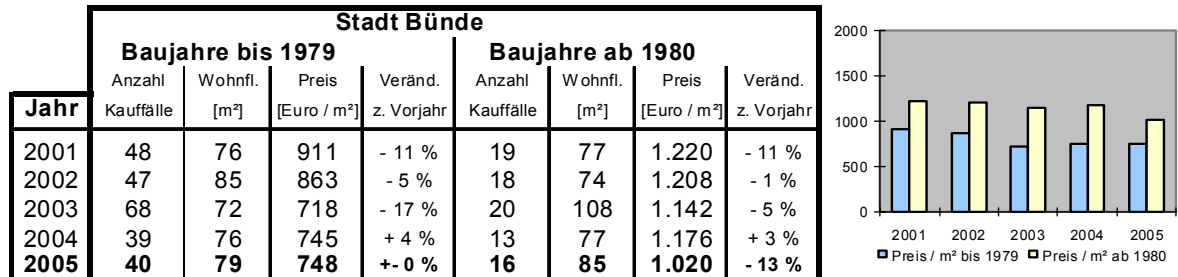 Stadt Bünde
Baujahre bis 1979 Baujahre ab 1980
Anzahl Wohnfl. Preis Veränd. Anzahl Wohnfl. Preis Veränd.
Jahr Kauffälle [m²] [Euro / m²] z. Vorjahr Kauffälle [m²] [Euro / m²] z. Vorjahr
2001 48 76 911 - 11 % 19 77 1.220 - 11 %
2002 47 85 863 - 5 % 18 74 1.208 - 1 %
2003 68 72 718 - 17 % 20 108 1.142 - 5 %
2004 39 76 745 + 4 % 13 77 1.176 + 3 %
2005 40 79 748 +- 0 % 16 85 1.020 - 13 %
2000
1500
1000
500
0
2001 2002 2003 2004 2005
Preis / m² bis 1979 Preis / m² ab 1980